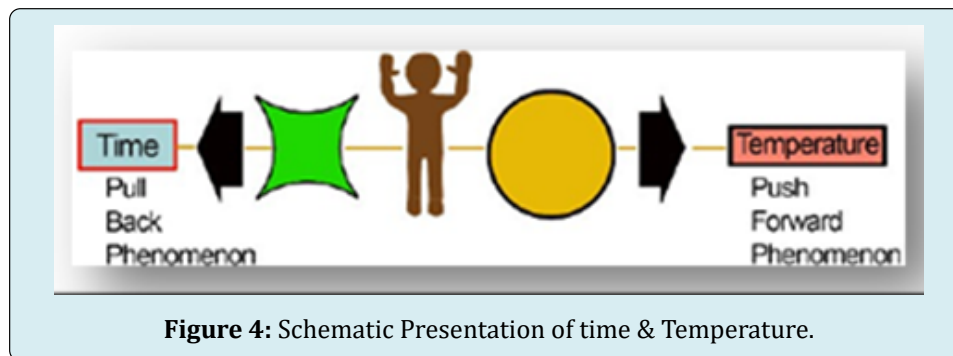 Time
Pull
Back
Phenomenon
Temperature
Push
Forward
Phenomenon
Figure 4: Schematic Presentation of time & Temperature.